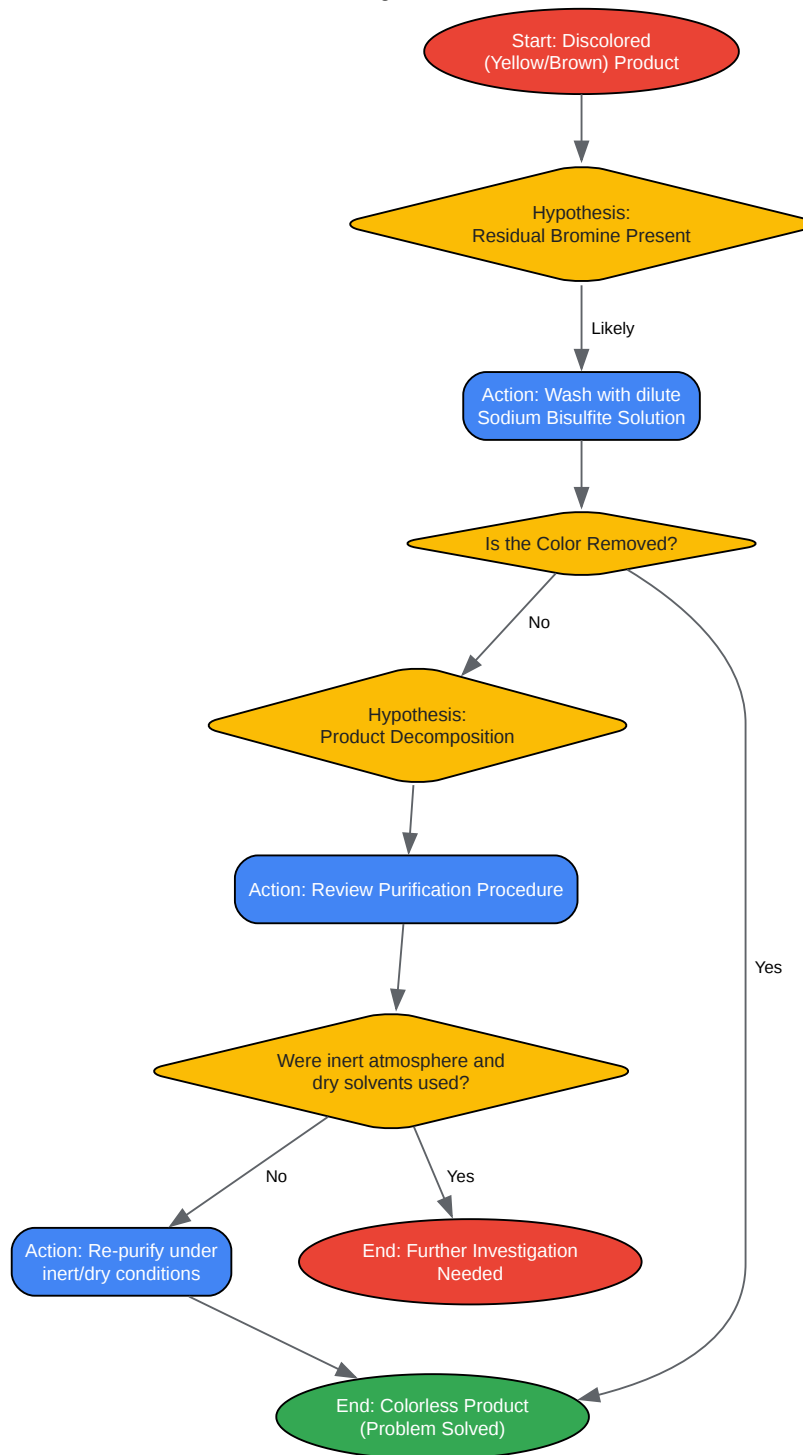 Start: Discolored
(Yellow/Brown) Product
Hypothesis:
Residual Bromine Present
Likely
Action: Wash with dilute
Sodium Bisulfite Solution
Is the Color Removed?
No
Hypothesis:
Product Decomposition
Action: Review Purification Procedure
Yes
Were inert atmosphere and
dry solvents used?
No
Yes
Action: Re-purify under
inert/dry conditions
End: Further Investigation
Needed
End: Colorless Product
(Problem Solved)